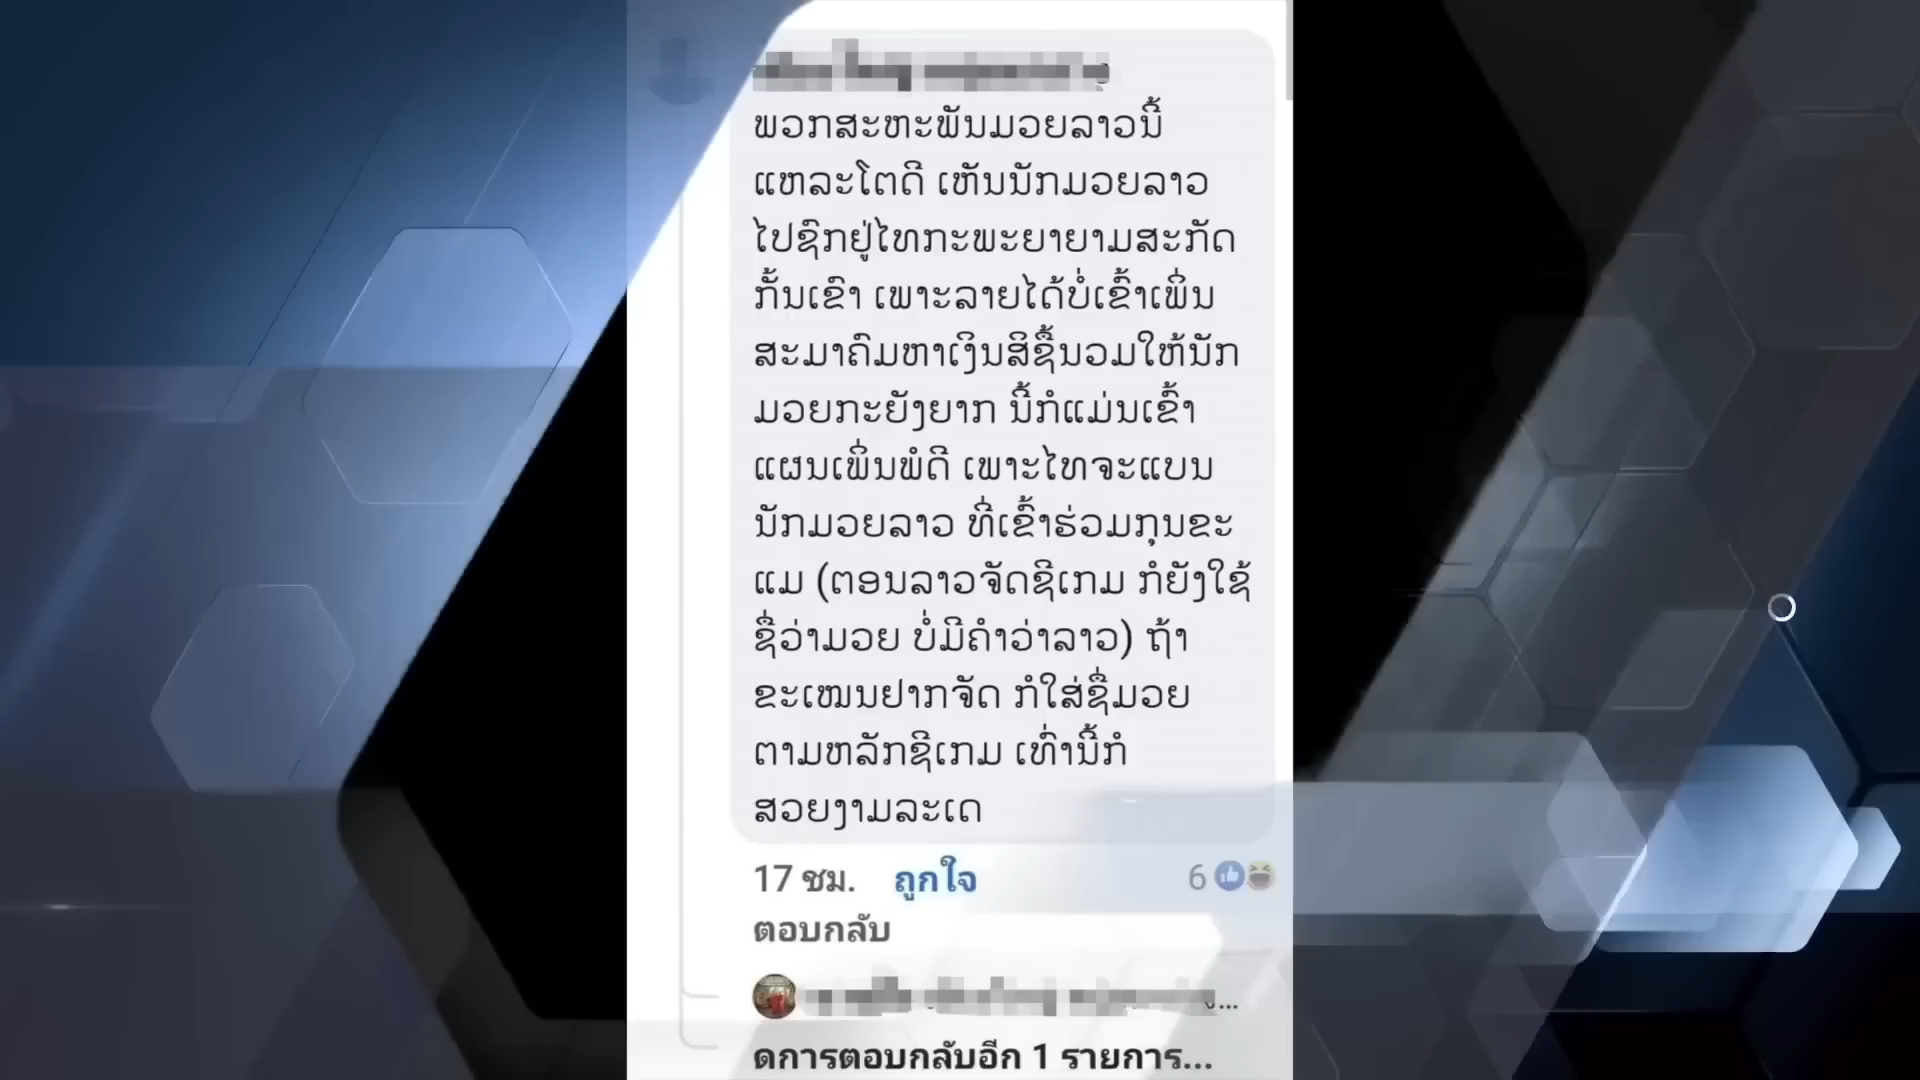 ພວກສະຫະພັນມວຍລາວນີ້
ແຫລະໂຕດີ ເຫັນນັກມວຍລາວ
ໄປຊົກຢູ່ໄທກະພະຍາຍາມສະກັດ
ກັ້ນເຂົາ ເພາະລາຍໄດ້ບໍ່ເຂົ້າເພິ່ນ
ສະມາຄົມຫາເງິນສິຊື້ນວມໃຫ້ນັກ
ມວຍກະຍັງຍາກ ນີ້ກໍແມ່ນເຂົ້າ
ແຜນເພິ່ນພໍດີ ເພາະໄທຈະແບນ
ນັກມວຍລາວ ທີ່ເຂົ້າຮ່ວມກຸນຂະ
ແມ (ຕອນລາວຈັດຊີເກມ ກໍຍັງໃຊ້
ຊື່ວ່າມວຍ ບໍ່ມີຄຳວ່າລາວ) ຖ້າ
ຂະເໝນຢາກຈັດ ກໍໃສ່ຊື່ມວຍ
ຕາມຫລັກຊີເກມ ເທົ່ານີ້ກໍ
ສວຍງາມລະເດ
17 ชม. ถูกใจ 6
ตอบกลับ
ดการตอบกลับอีก 1 รายการ...